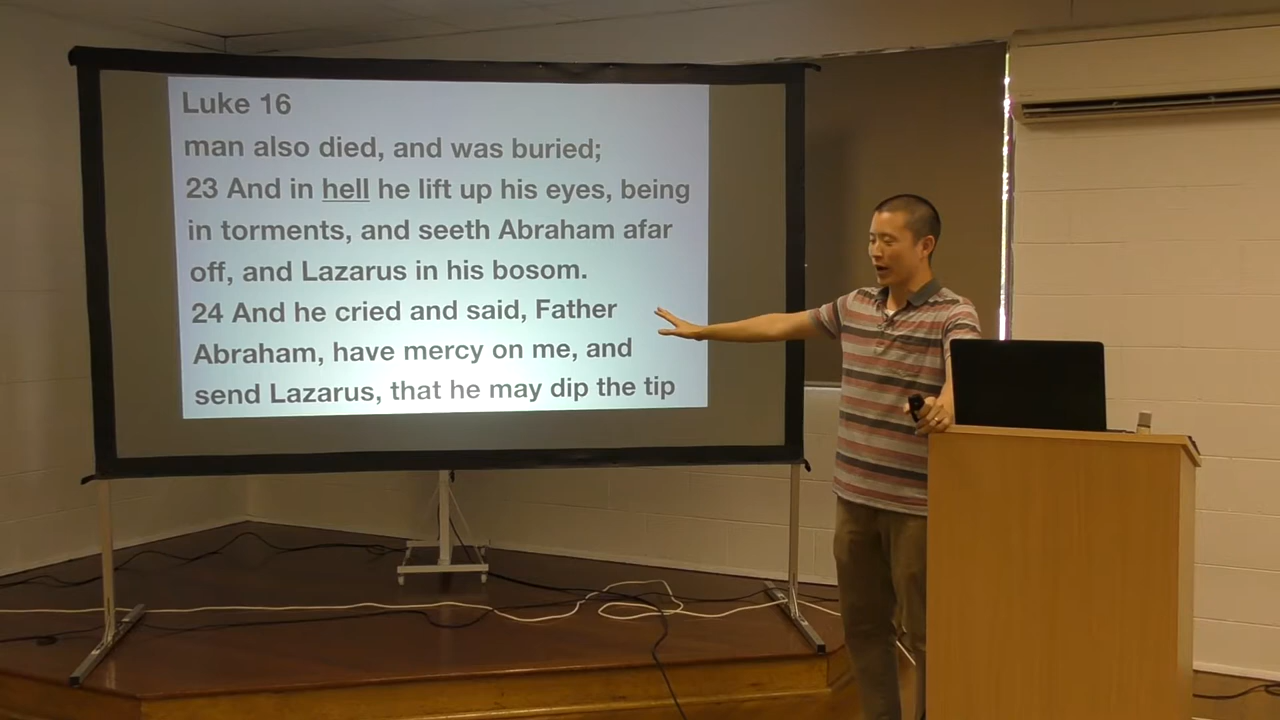 Luke 16
man also died, and was buried;
23 And in hell he lift up his eyes, being
in torments, and seeth Abraham afar
off, and Lazarus in his bosom.
24 And he cried and said, Father
Abraham, have mercy on me, and
send Lazarus, that he may dip the tip